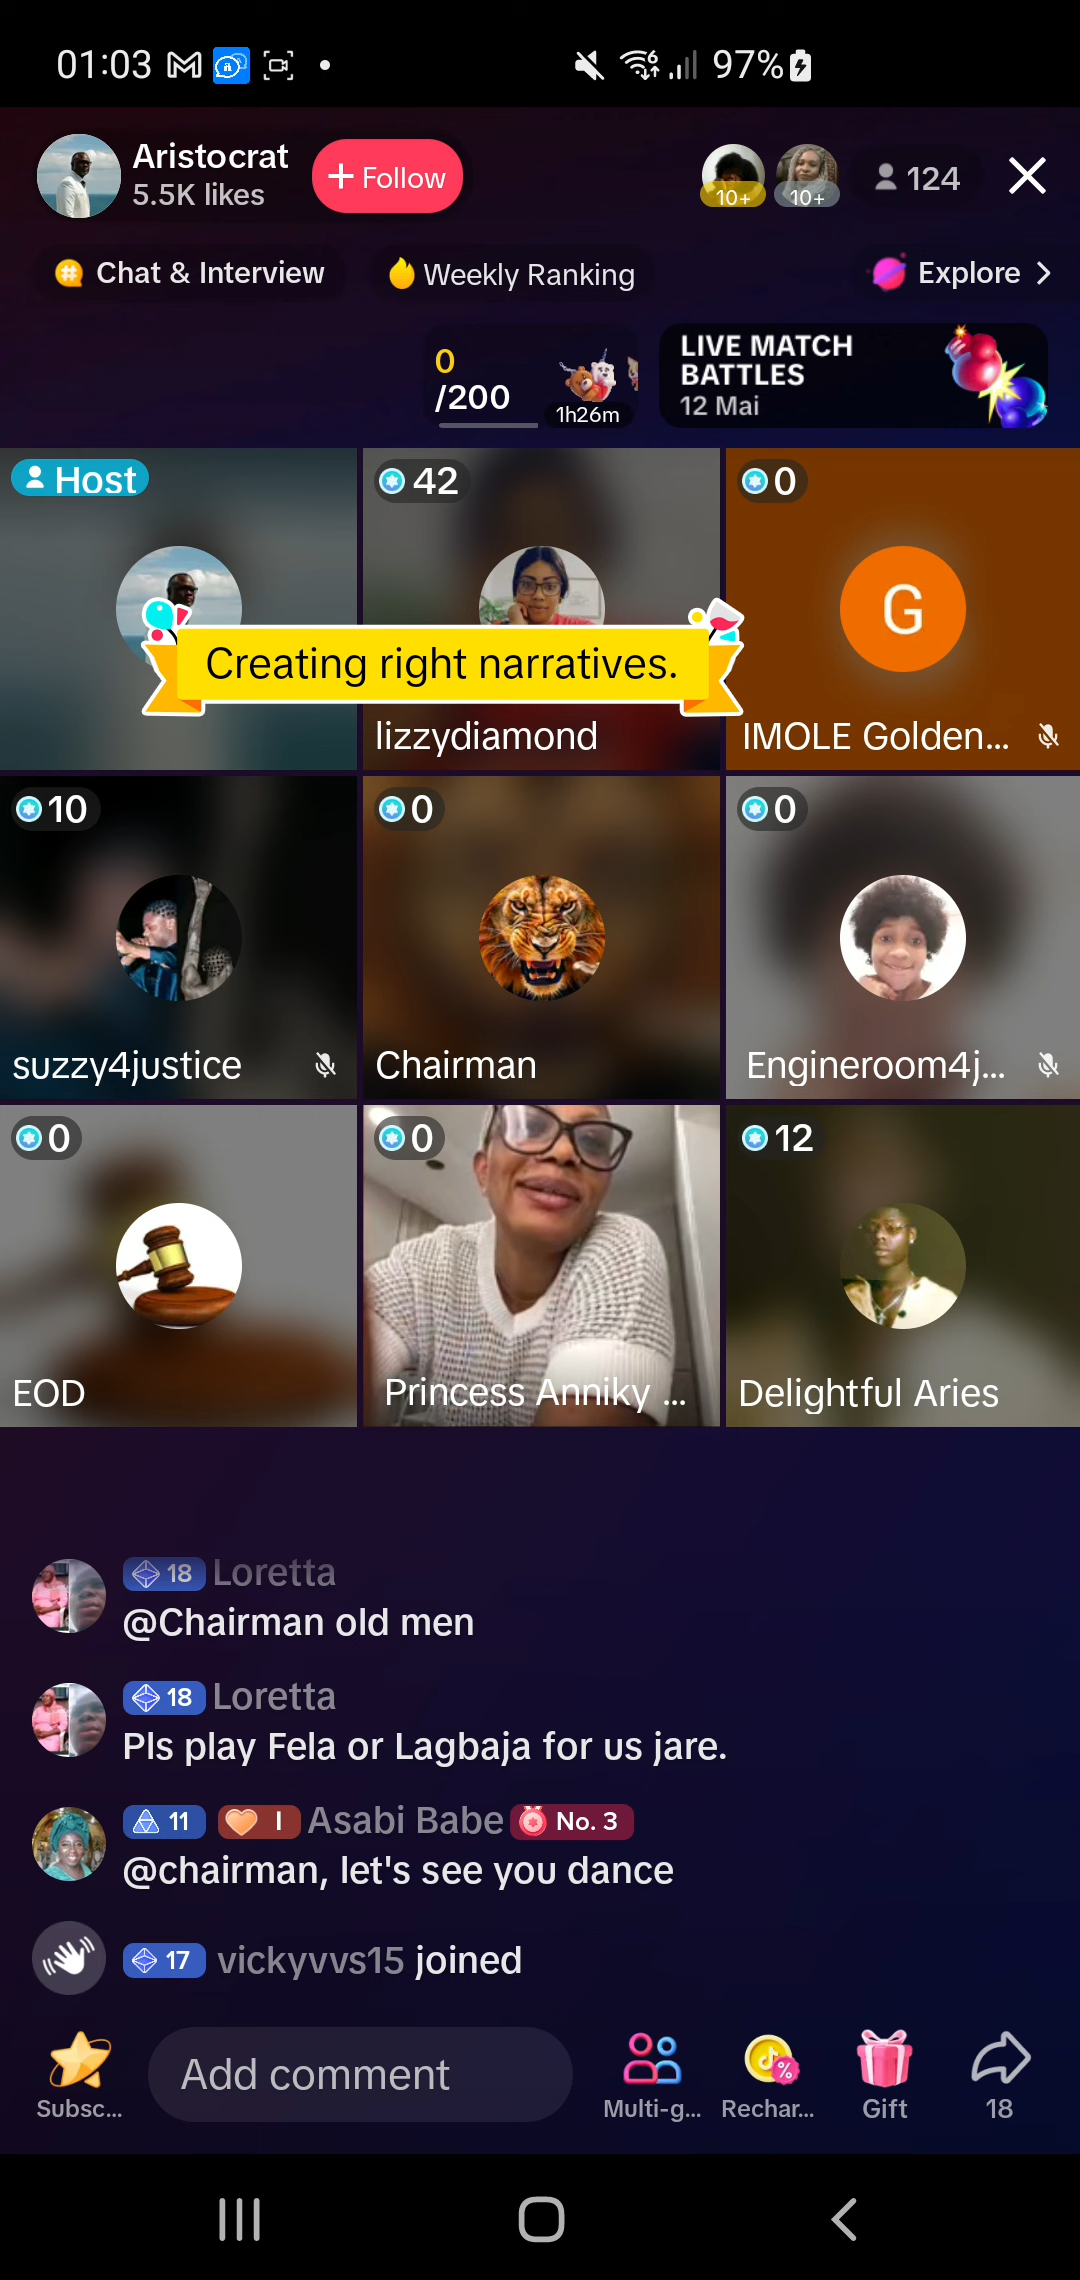 01:03
97%
Aristocrat
5.5K likes
+ Follow
10+
10+
124
Chat & Interview
Weekly Ranking
Explore
0
/200
1h26m
LIVE MATCH
BATTLES
12 Mai
Host
42
0
G
Creating right narratives.
lizzydiamond
IMOLE Golden...
10
0
0
suzzy4justice
Chairman
Engineroom4j...
0
0
12
EOD
Princess Anniky ...
Delightful Aries
18 Loretta
@Chairman old men
18 Loretta
Pls play Fela or Lagbaja for us jare.
11 I Asabi Babe No. 3
@chairman, let's see you dance
17 vickyvvs15 joined
Add comment
Subsc...
Multi-g...
Rechar...
Gift
18